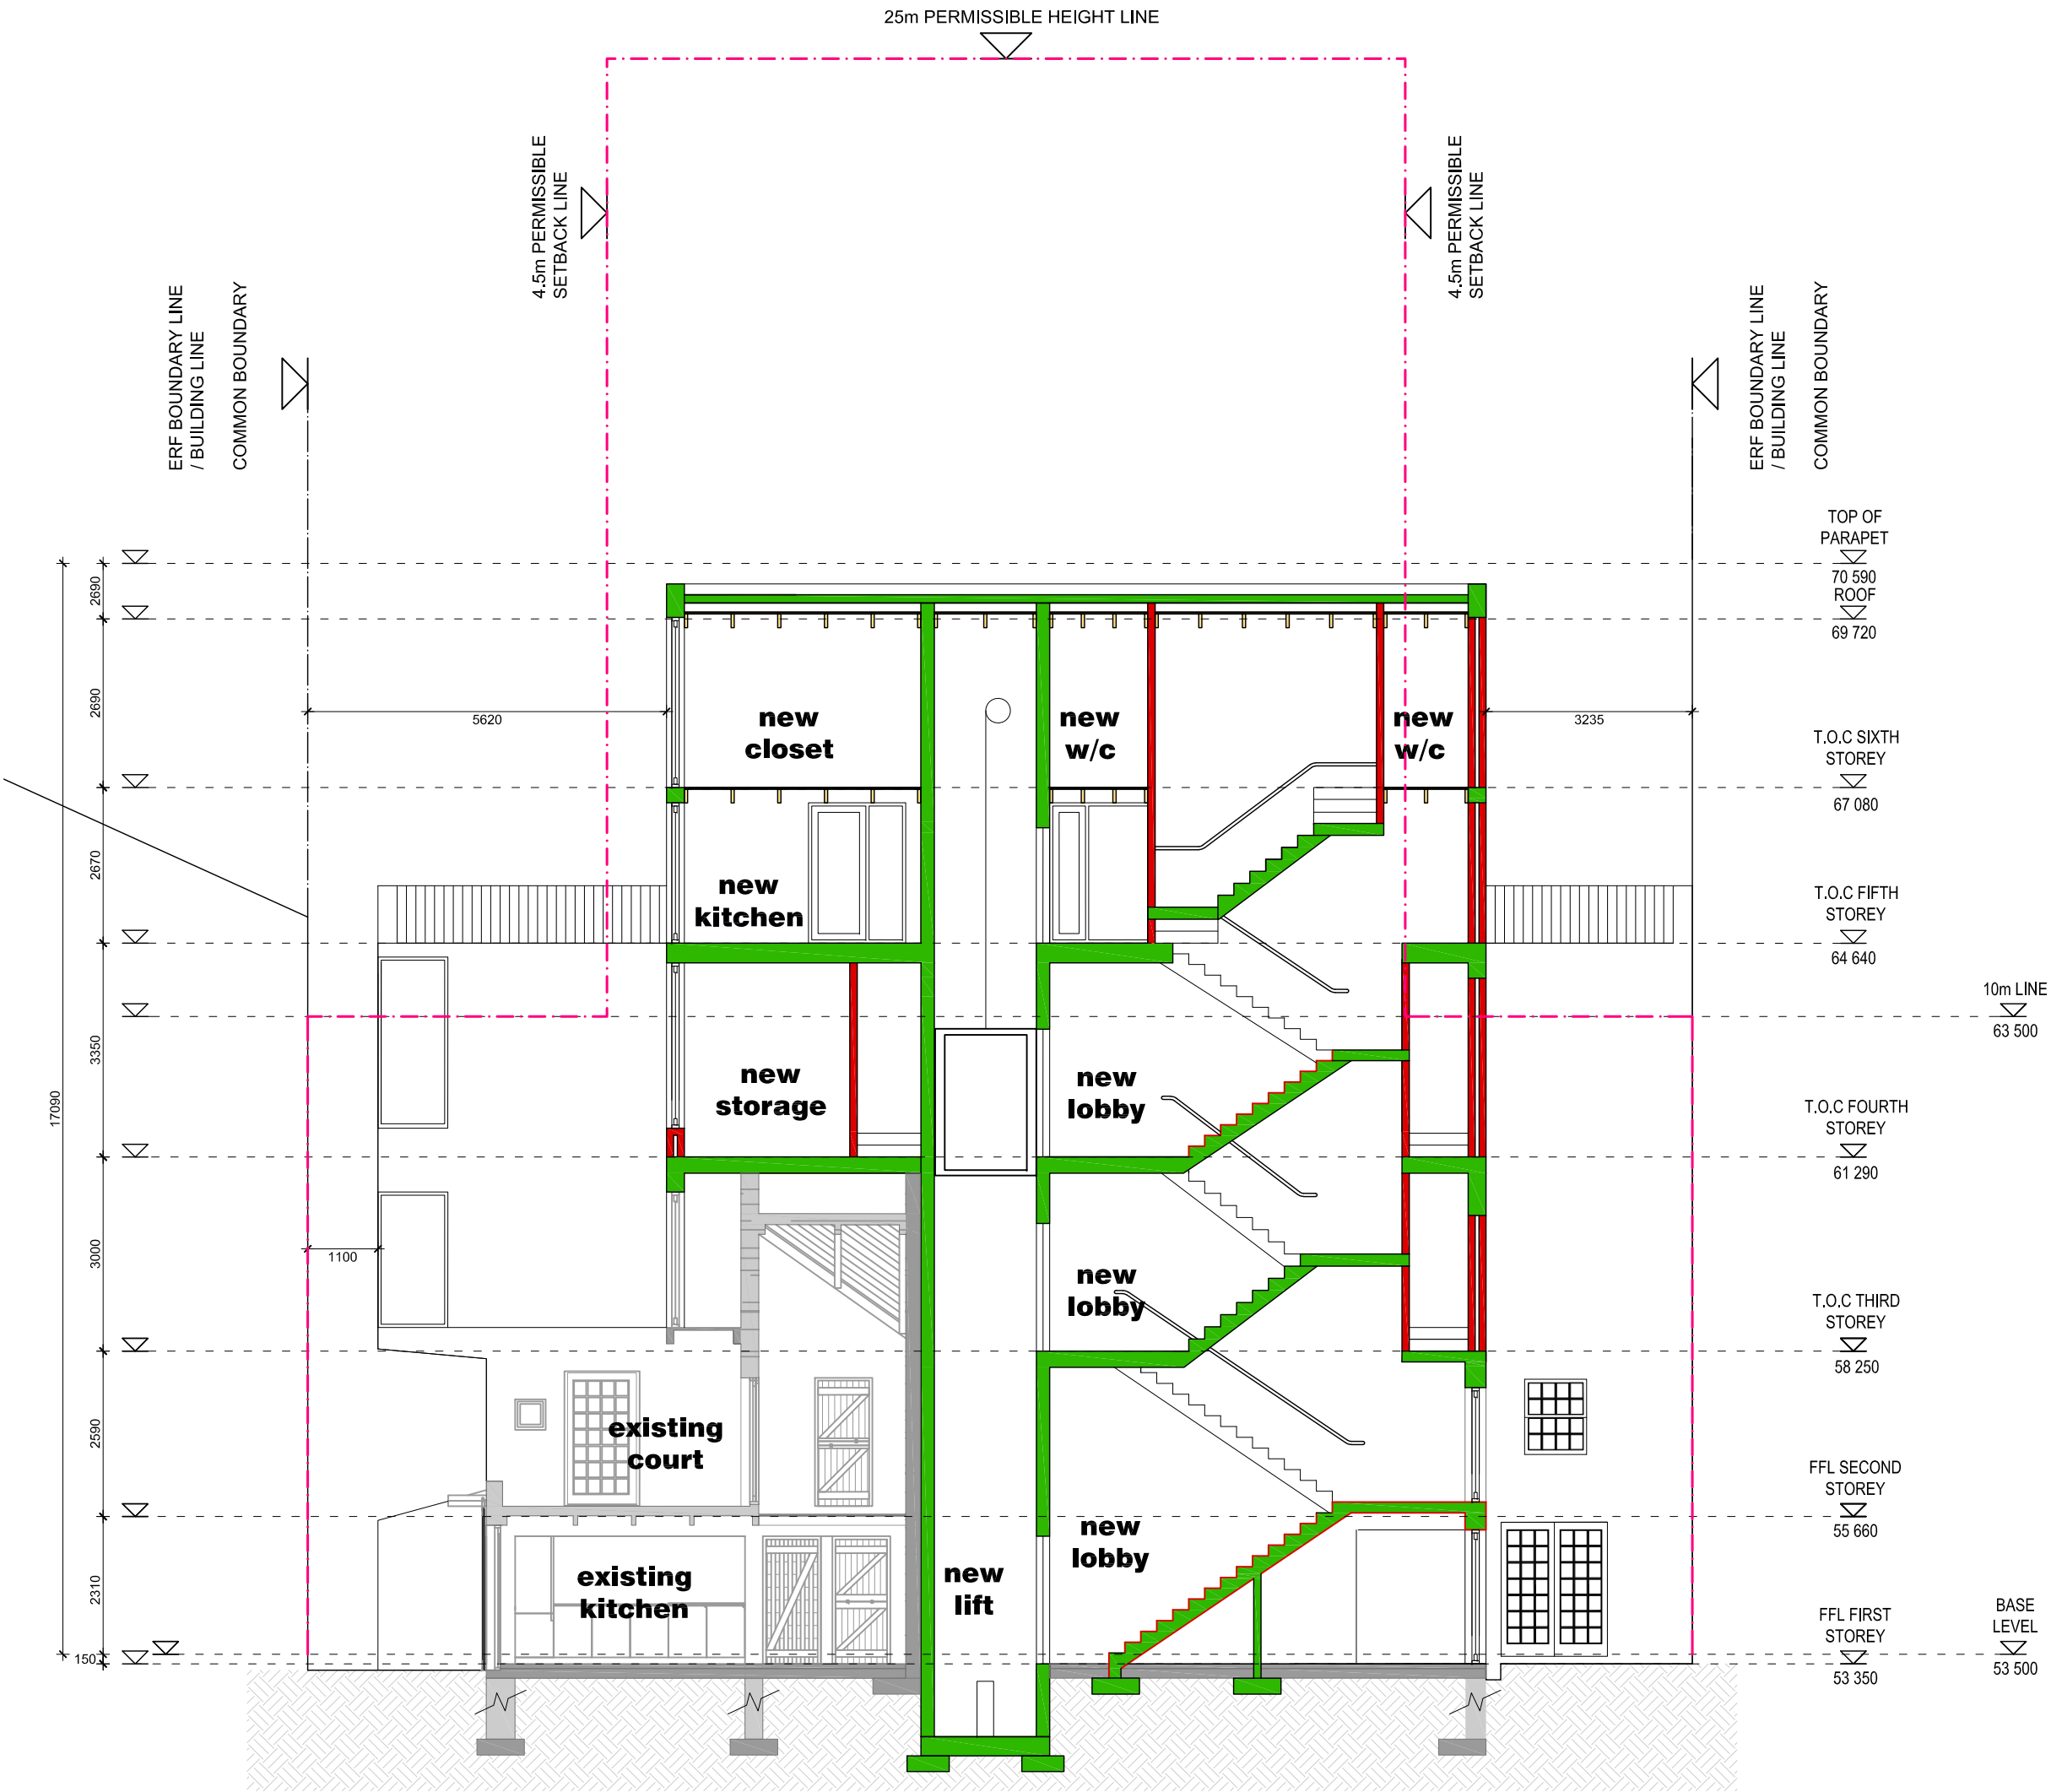 25m PERMISSIBLE HEIGHT LINE
4.5m PERMISSIBLE
SETBACK LINE
4.5m PERMISSIBLE
SETBACK LINE
ERF BOUNDARY LINE
/ BUILDING LINE
COMMON BOUNDARY
ERF BOUNDARY LINE
/ BUILDING LINE
COMMON BOUNDARY
TOP OF
PARAPET
70 590
ROOF
69 720
T.O.C SIXTH
STOREY
67 080
T.O.C FIFTH
STOREY
64 640
10m LINE
63 500
T.O.C FOURTH
STOREY
61 290
T.O.C THIRD
STOREY
58 250
FFL SECOND
STOREY
55 660
FFL FIRST
STOREY
53 350
BASE
LEVEL
53 500
17090
2690
2690
2670
3350
3000
2590
2310
150
5620
3235
1100
new
closet
new
w/c
new
w/c
new
kitchen
new
storage
new
lobby
new
lobby
existing
court
new
lobby
existing
kitchen
new
lift